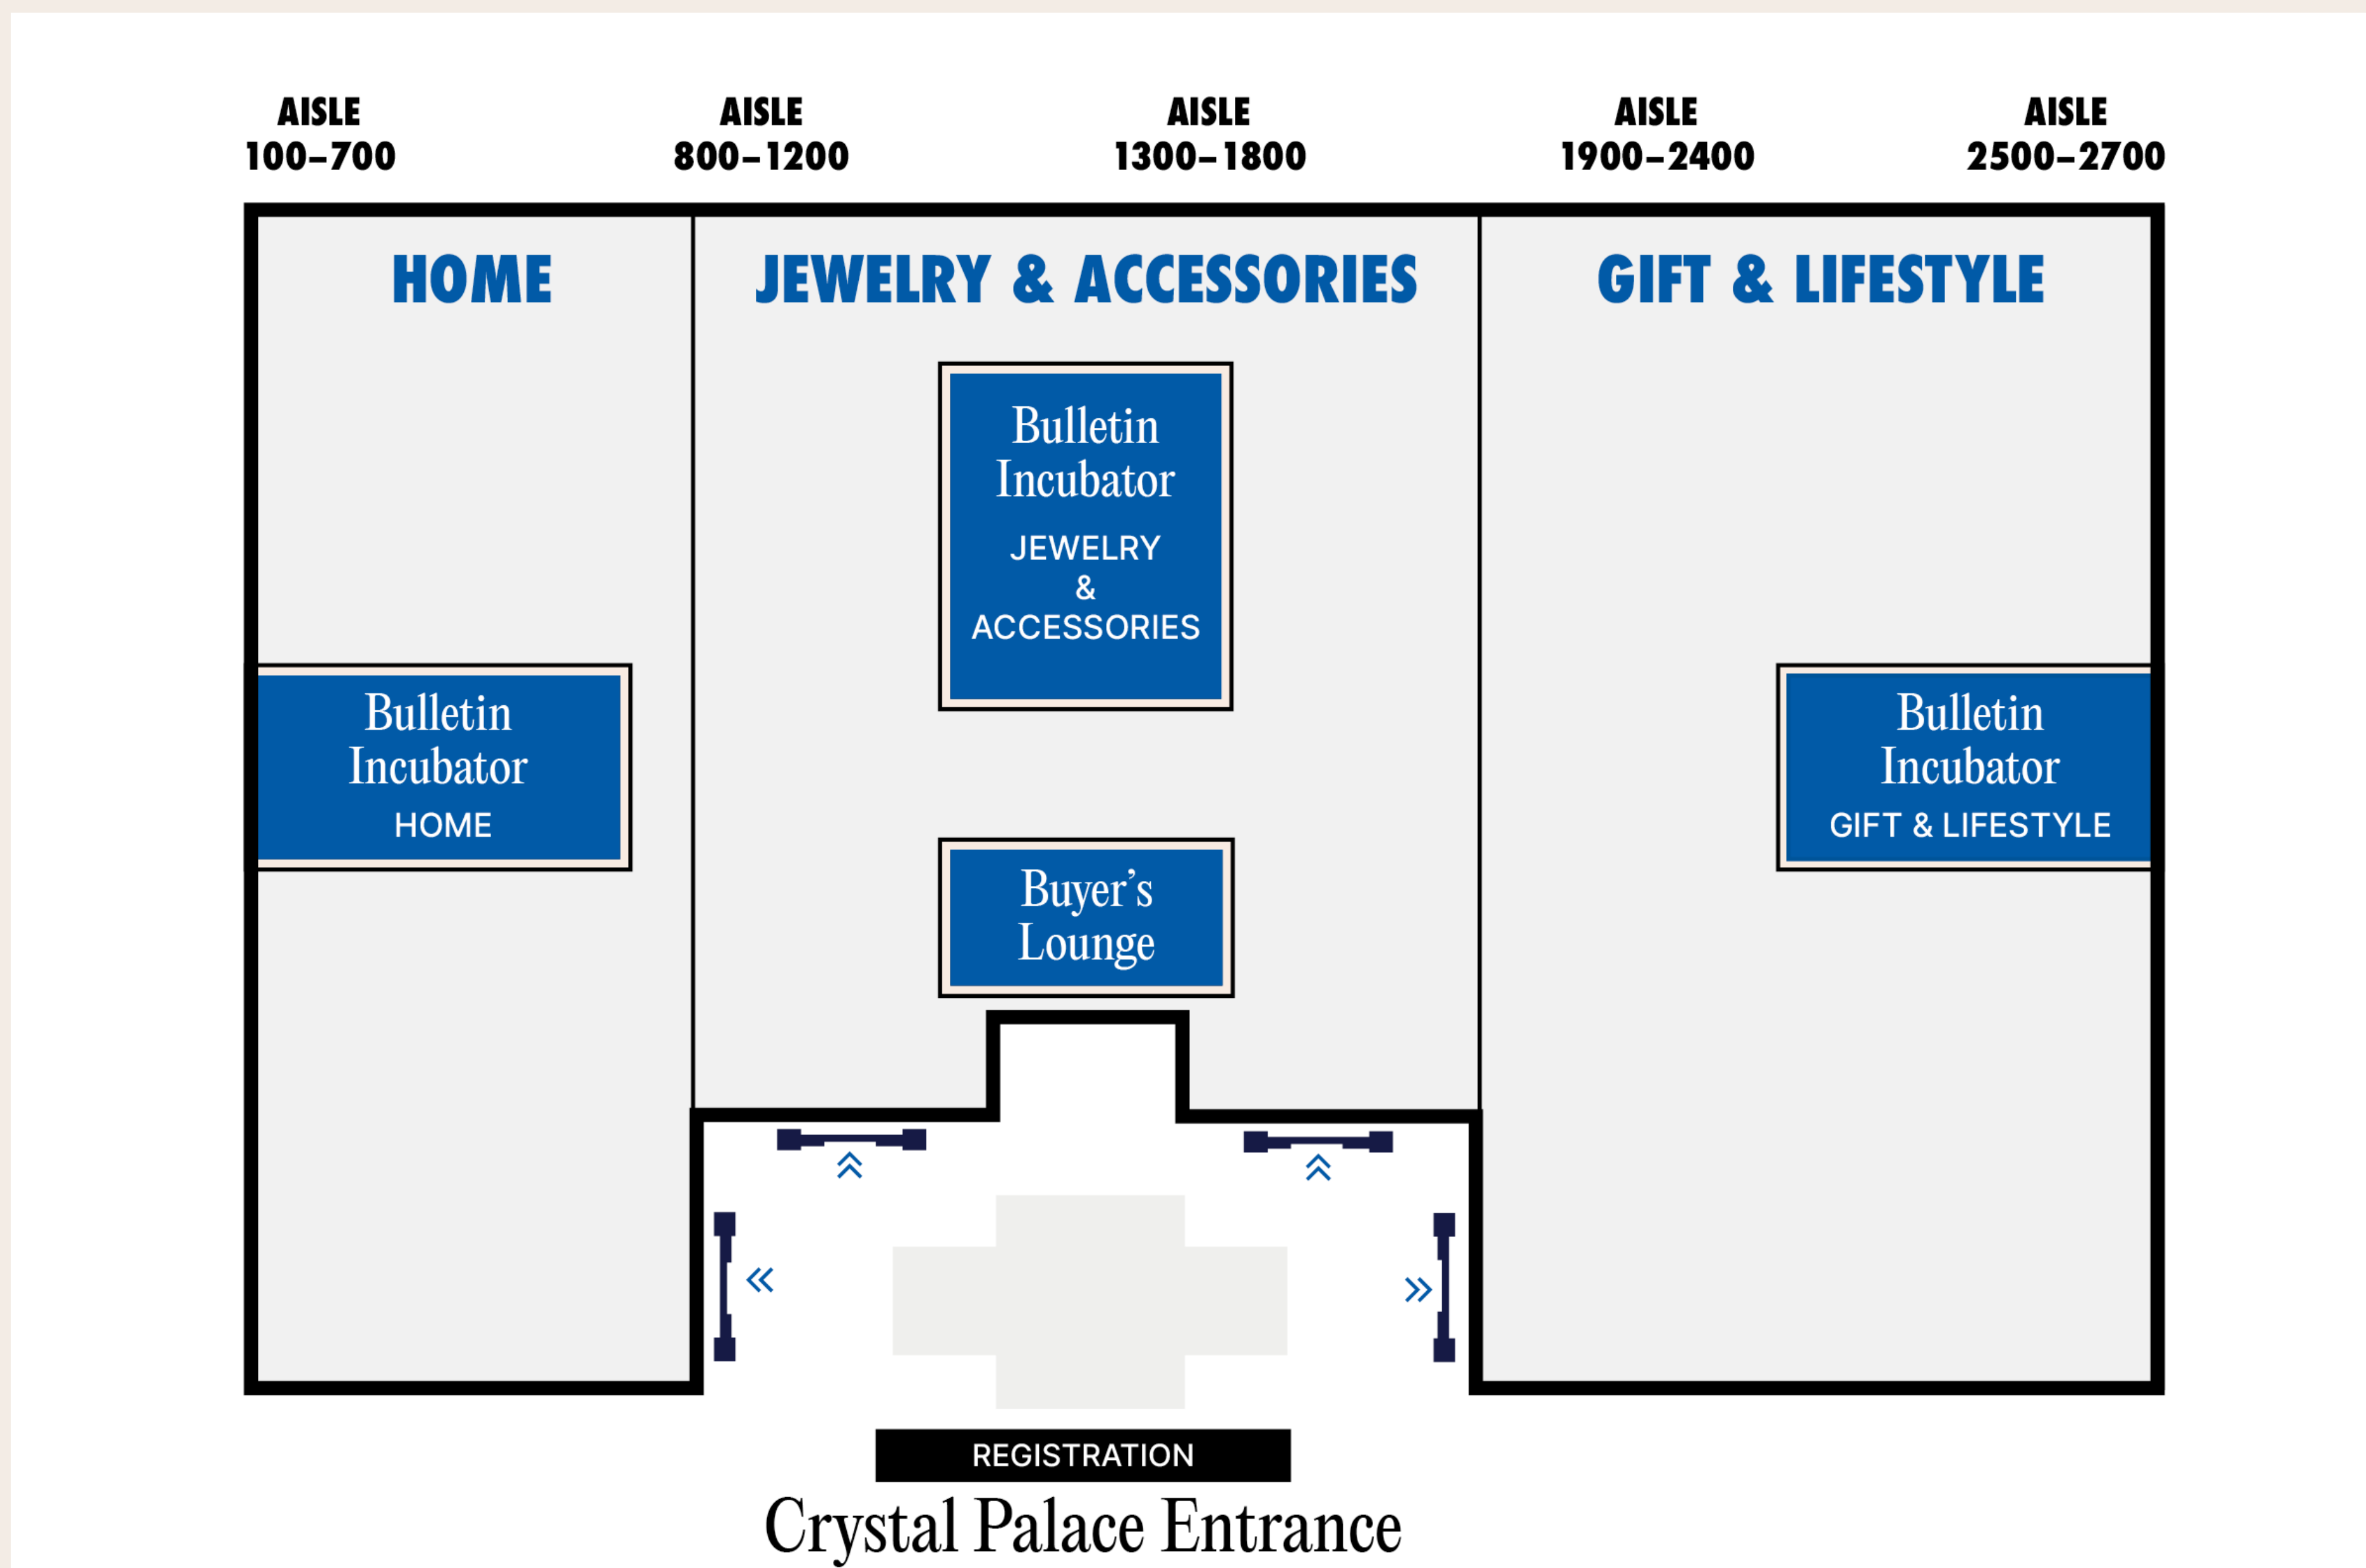 AISLE
100–700
AISLE
800–1200
AISLE
1300–1800
AISLE
1900–2400
AISLE
2500–2700
HOME
JEWELRY & ACCESSORIES
GIFT & LIFESTYLE
Bulletin
Incubator
JEWELRY
&
ACCESSORIES
Bulletin
Incubator
HOME
Bulletin
Incubator
GIFT & LIFESTYLE
Buyer’s
Lounge
REGISTRATION
Crystal Palace Entrance